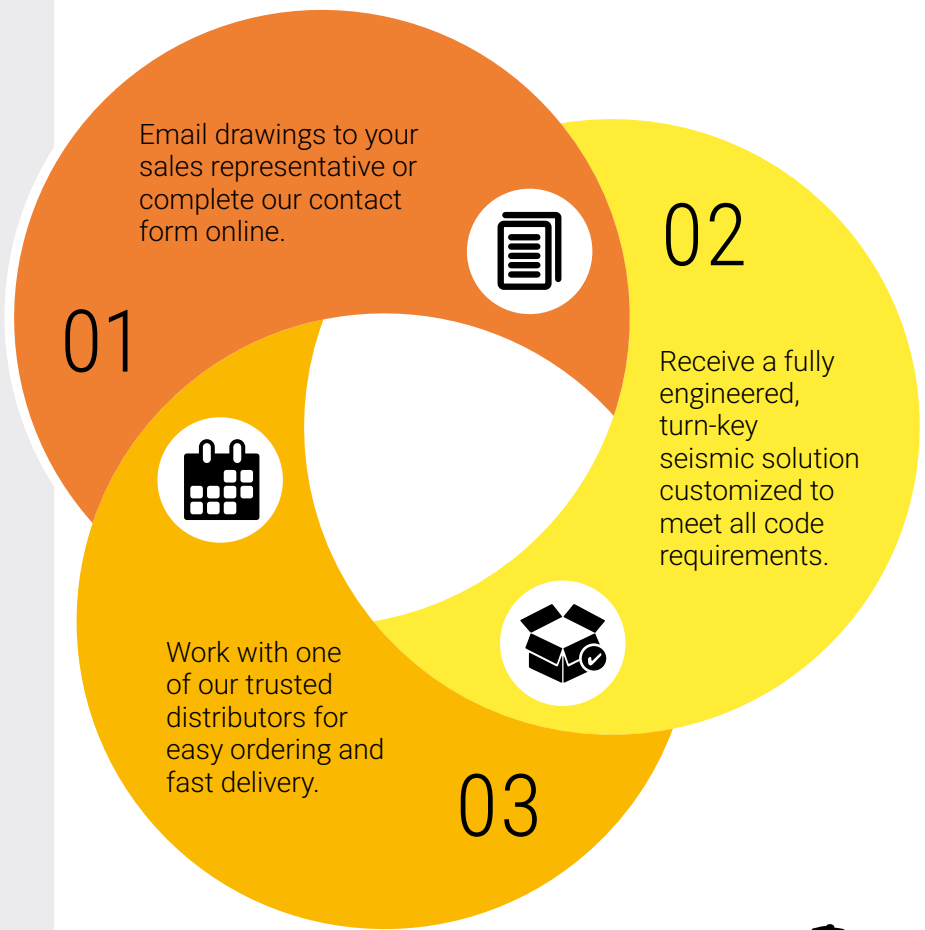 01
Email drawings to your
sales representative or
complete our contact
form online.
02
Receive a fully
engineered,
turn-key
seismic solution
customized to
meet all code
requirements.
03
Work with one
of our trusted
distributors for
easy ordering and
fast delivery.